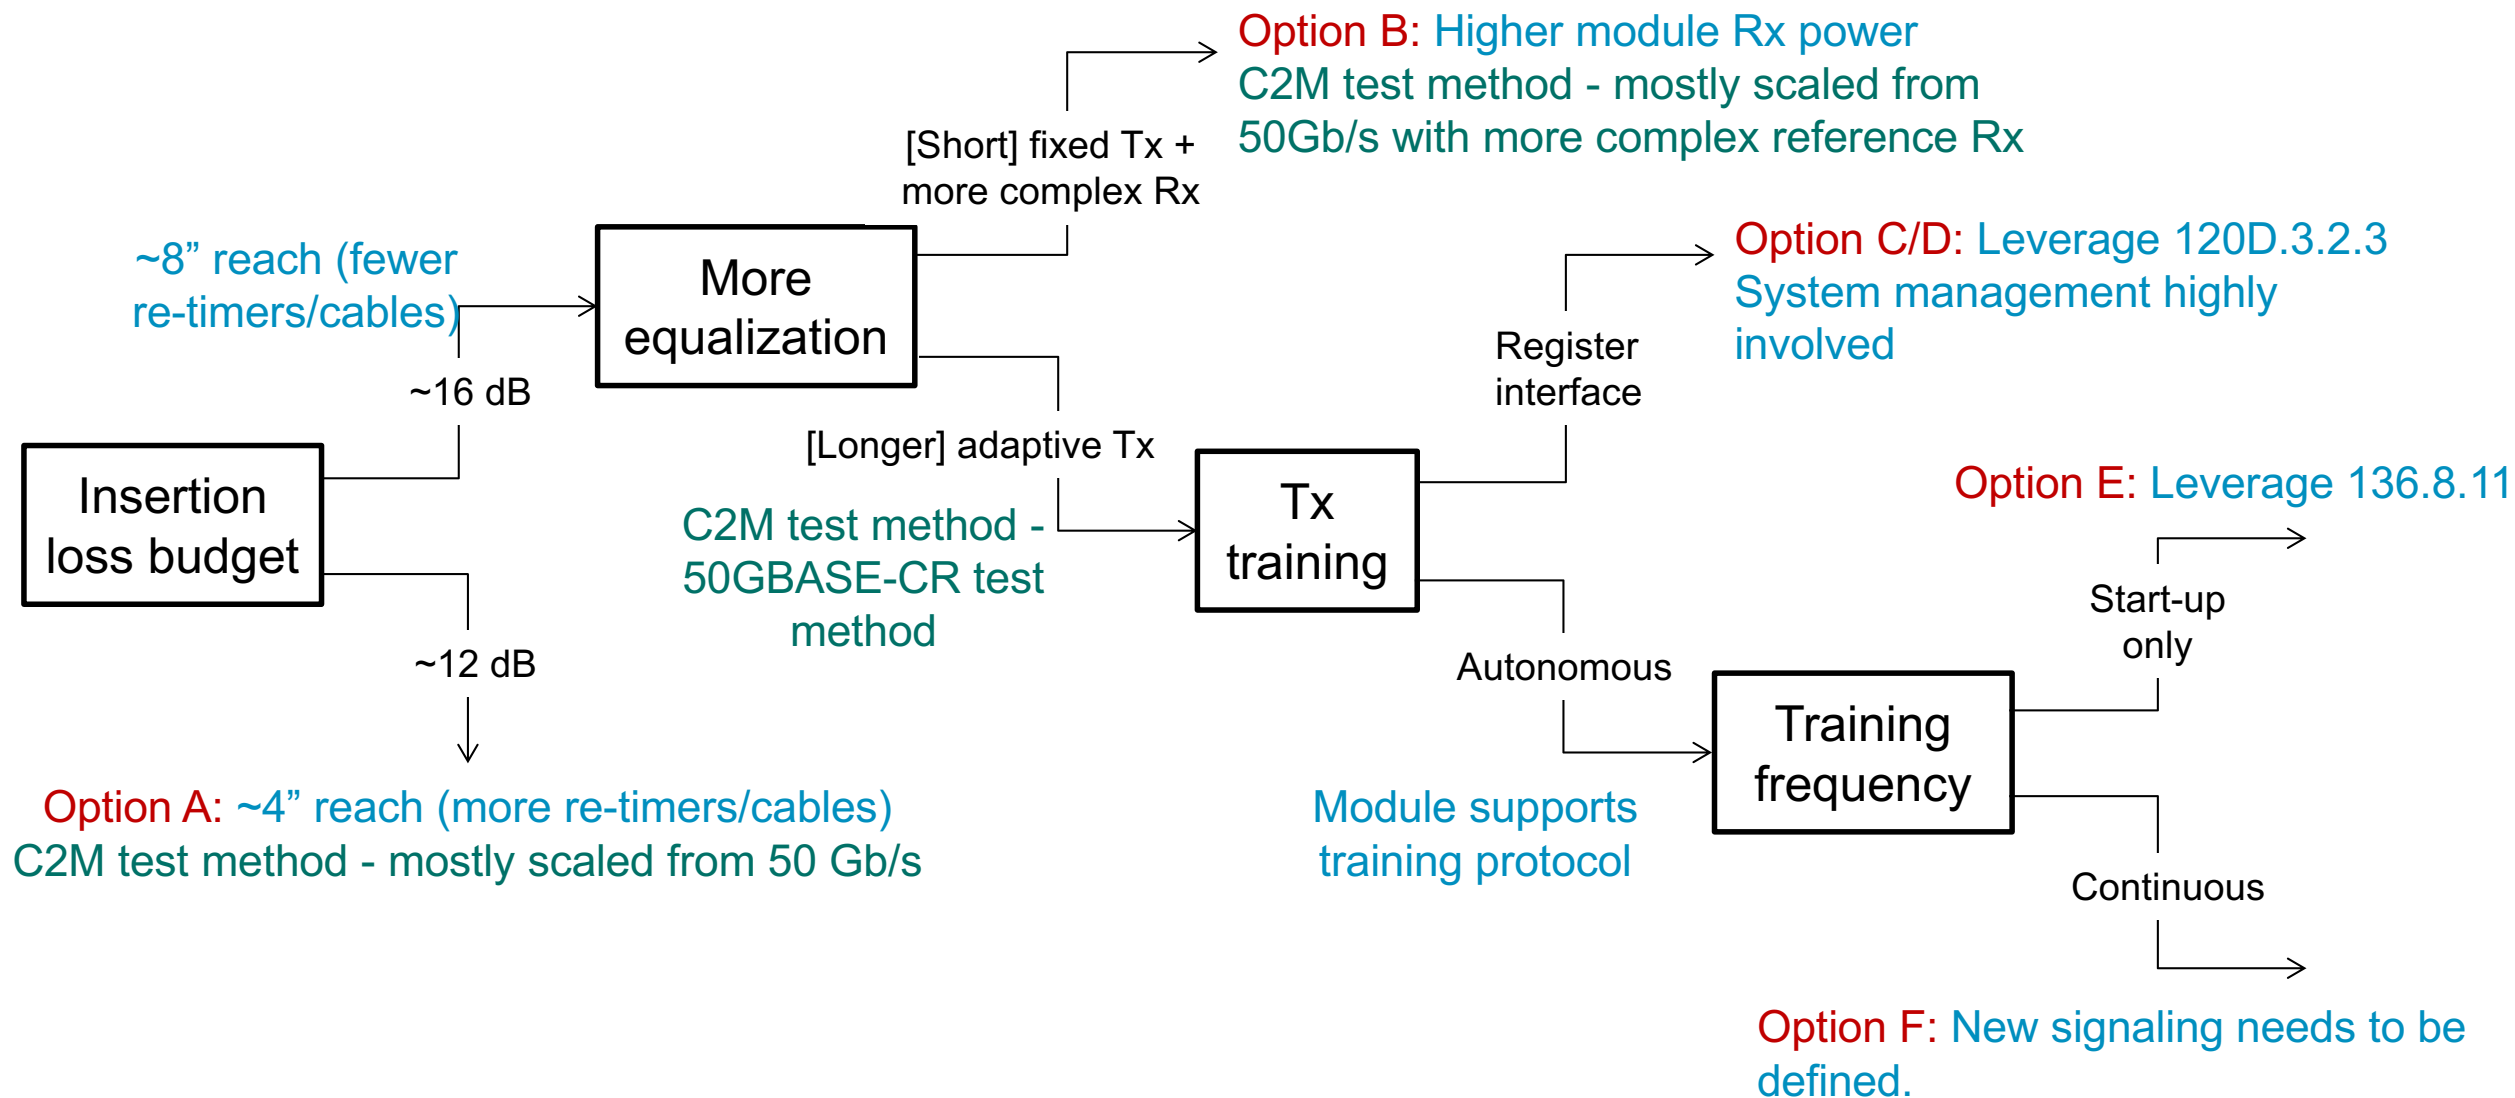 Option B: Higher module Rx power
C2M test method - mostly scaled from
50Gb/s with more complex reference Rx
[Short] fixed Tx +
more complex Rx
~8” reach (fewer
re-timers/cables)
More
equalization
Option C/D: Leverage 120D.3.2.3
System management highly
involved
Register
interface
~16 dB
[Longer] adaptive Tx
Insertion
loss budget
C2M test method -
50GBASE-CR test
method
Tx
training
Option E: Leverage 136.8.11
Start-up
only
~12 dB
Autonomous
Training
frequency
Option A: ~4” reach (more re-timers/cables)
C2M test method - mostly scaled from 50 Gb/s
Module supports
training protocol
Continuous
Option F: New signaling needs to be
defined.